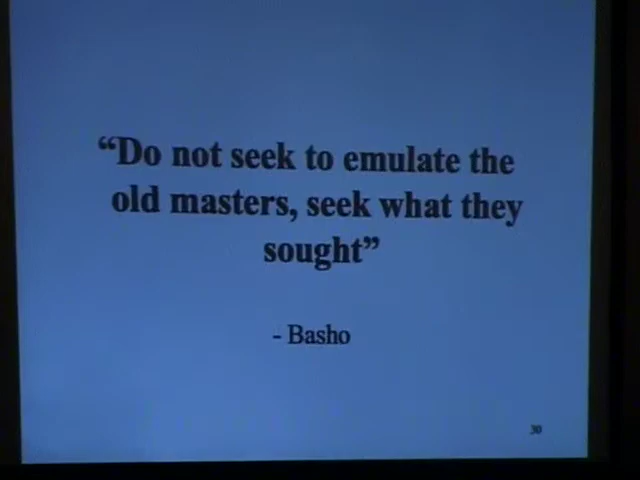 “Do not seek to emulate the
old masters, seek what they
sought”
- Basho
30